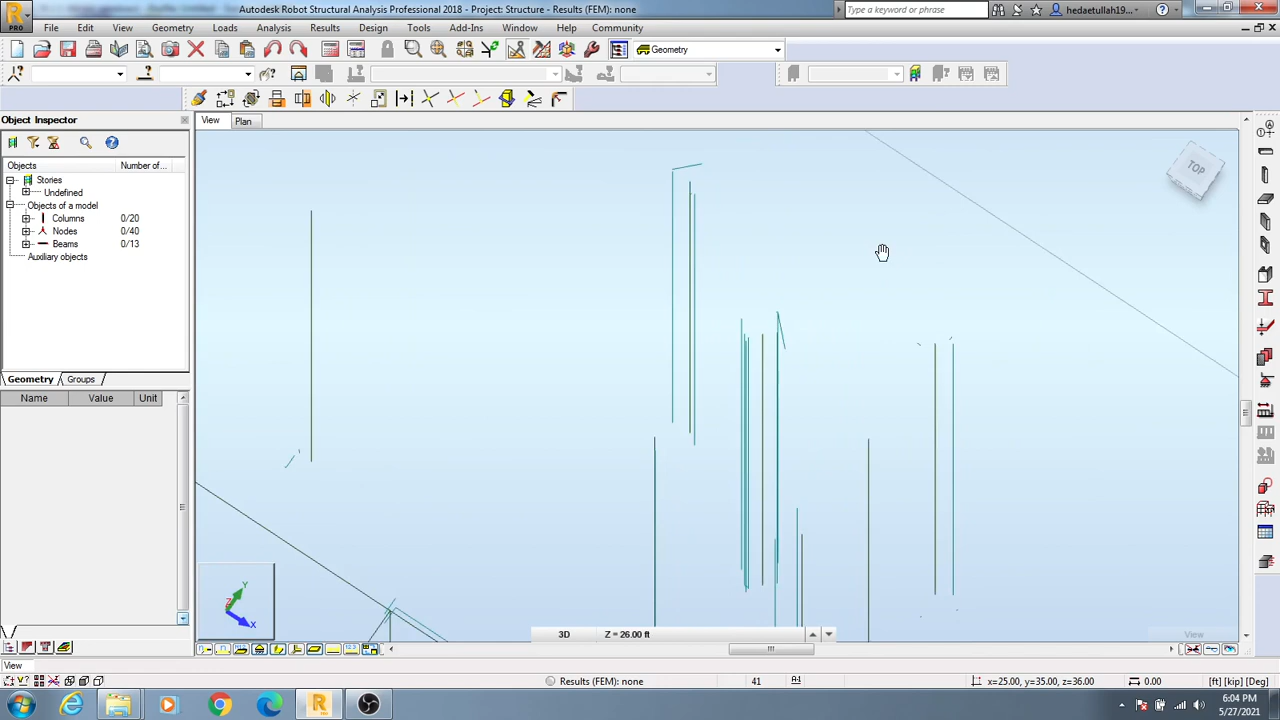 Autodesk Robot Structural Analysis Professional 2018 - Project: Structure - Results (FEM): none
Type a keyword or phrase
hedaetullah19...
PRO
File Edit View Geometry Loads Analysis Results Design Tools Add-Ins Window Help Community
Geometry
Object Inspector
View Plan
Objects Number of...
Stories
Undefined
Objects of a model
Columns 0/20
Nodes 0/40
Beams 0/13
Auxiliary objects
Geometry Groups
Name Value Unit
TOP
Y
Z
X
3D Z = 26.00 ft
View
View
Results (FEM): none 41 x=25.00, y=35.00, z=36.00 0.00 [ft] [kip] [Deg]
6:04 PM
5/27/2021